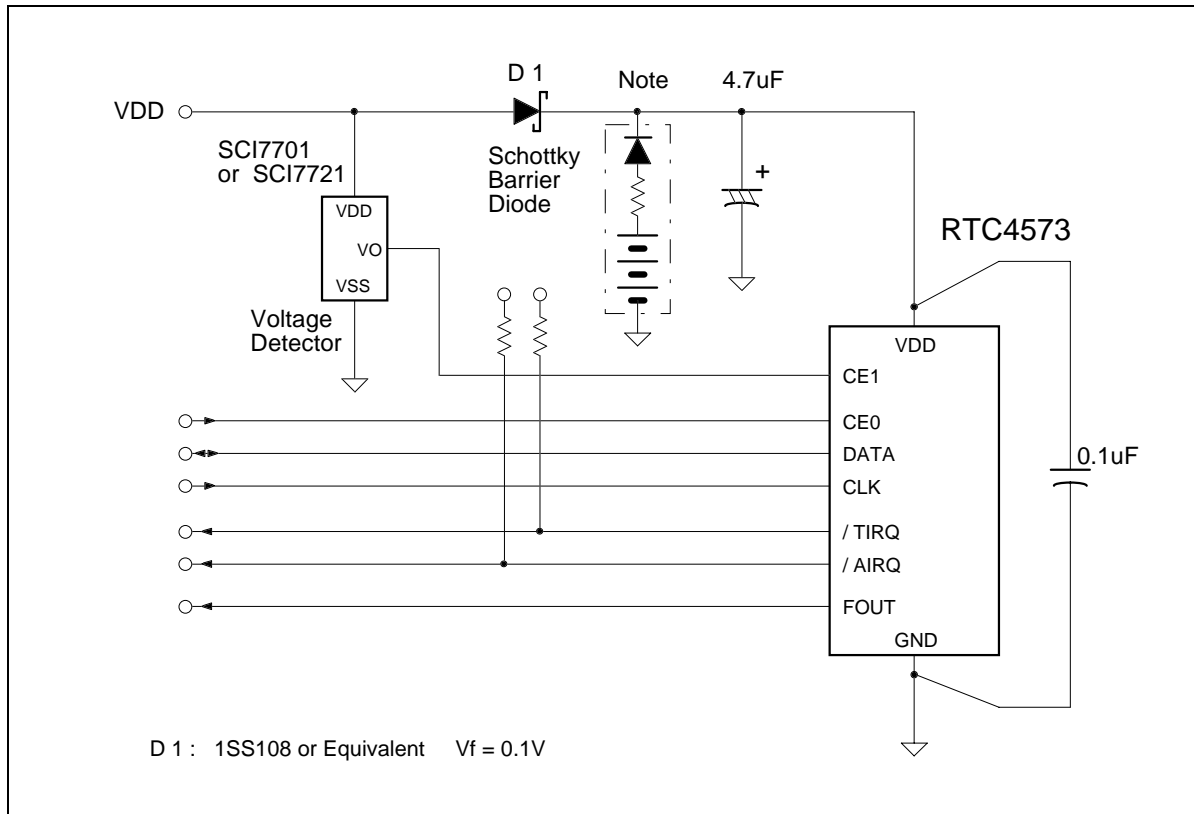 D 1
Note
4.7uF
VDD
SCI7701
or SCI7721
Schottky
Barrier
Diode
+
VDD
VO
VSS
RTC4573
Voltage
Detector
VDD
CE1
CE0
DATA
CLK
/ TIRQ
/ AIRQ
FOUT
GND
0.1uF
D 1 : 1SS108 or Equivalent Vf = 0.1V